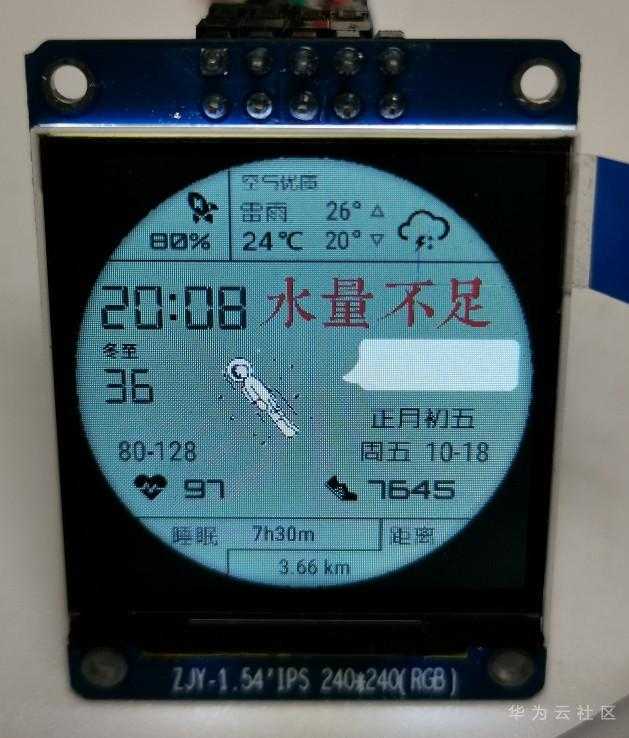 空气优质
雷雨 26° △
80% 24℃ 20° ▽
20:08 水量不足
冬至
36
正月初五
80-128 周五 10-18
97 7645
睡眠 7h30m 距离
3.66 km
ZJY-1.54'IPS 240*240(RGB)
华为云社区